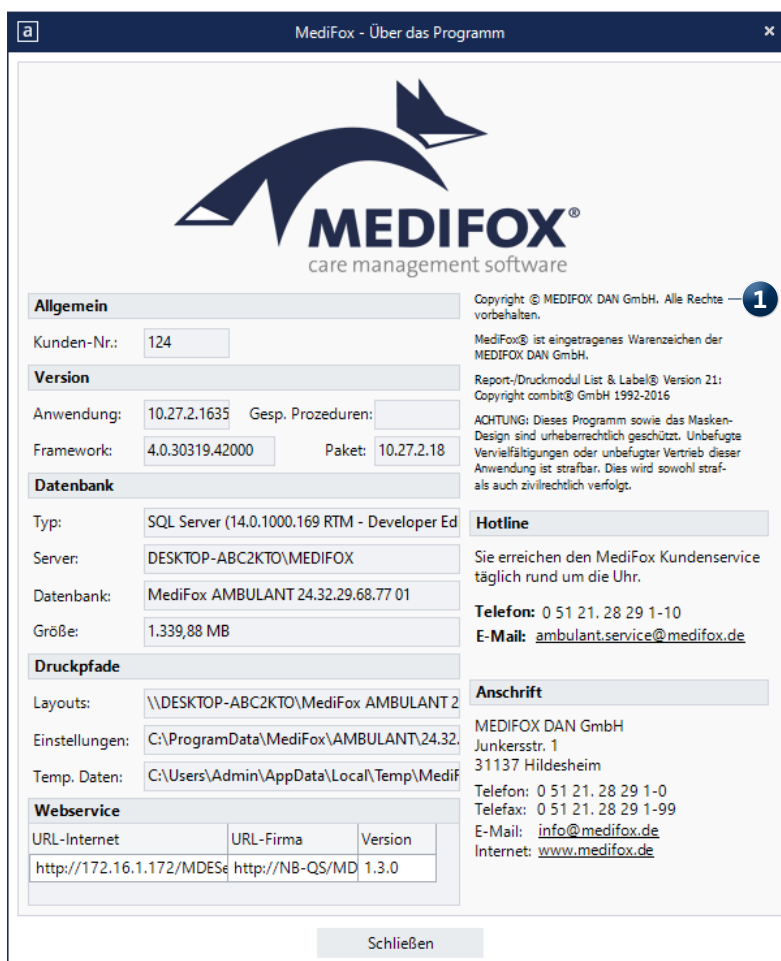 a
MediFox - Über das Programm
×
MEDIFOX®
care management software
Allgemein
Kunden-Nr.: 124
Version
Anwendung: 10.27.2.1635 Gesp. Prozeduren:
Framework: 4.0.30319.42000 Paket: 10.27.2.18
Datenbank
Typ: SQL Server (14.0.1000.169 RTM - Developer Ed
Server: DESKTOP-ABC2KTO\MEDIFOX
Datenbank: MediFox AMBULANT 24.32.29.68.77 01
Größe: 1.339,88 MB
Druckpfade
Layouts: \\DESKTOP-ABC2KTO\MediFox AMBULANT 2
Einstellungen: C:\ProgramData\MediFox\AMBULANT\24.32.
Temp. Daten: C:\Users\Admin\AppData\Local\Temp\MediF
Webservice
URL-Internet URL-Firma Version
http://172.16.1.172/MDESe http://NB-QS/MD 1.3.0
Copyright © MEDIFOX DAN GmbH. Alle Rechte
vorbehalten.
1
MediFox® ist eingetragenes Warenzeichen der
MEDIFOX DAN GmbH.
Report-/Druckmodul List & Label® Version 21:
Copyright combit® GmbH 1992-2016
ACHTUNG: Dieses Programm sowie das Masken-
Design sind urheberrechtlich geschützt. Unbefugte
Vervielfältigungen oder unbefugter Vertrieb dieser
Anwendung ist strafbar. Dies wird sowohl straf-
als auch zivilrechtlich verfolgt.
Hotline
Sie erreichen den MediFox Kundenservice
täglich rund um die Uhr.
Telefon: 0 51 21. 28 29 1-10
E-Mail: ambulant.service@medifox.de
Anschrift
MEDIFOX DAN GmbH
Junkersstr. 1
31137 Hildesheim
Telefon: 0 51 21. 28 29 1-0
Telefax: 0 51 21. 28 29 1-99
E-Mail: info@medifox.de
Internet: www.medifox.de
Schließen